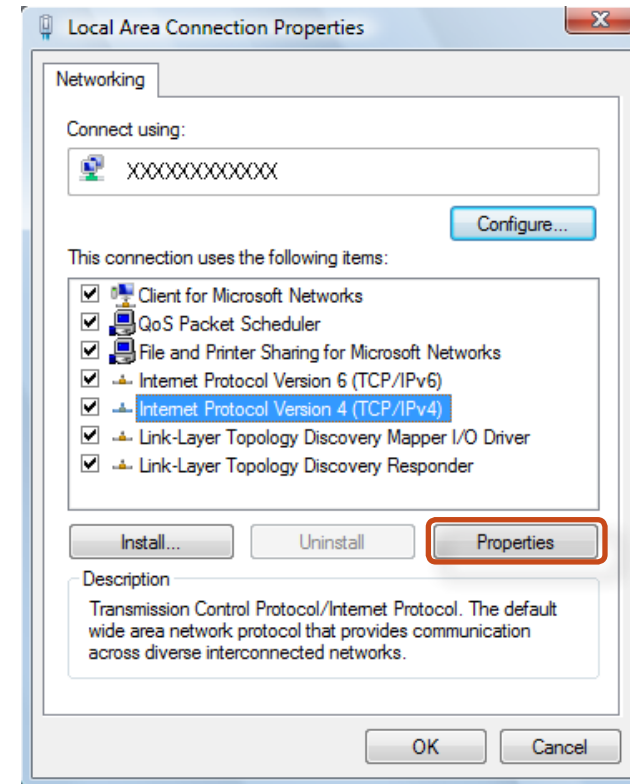 Local Area Connection Properties
Networking
Connect using:
XXXXXXXXXXXX
Configure...
This connection uses the following items:
Client for Microsoft Networks
QoS Packet Scheduler
File and Printer Sharing for Microsoft Networks
Internet Protocol Version 6 (TCP/IPv6)
Internet Protocol Version 4 (TCP/IPv4)
Link-Layer Topology Discovery Mapper I/O Driver
Link-Layer Topology Discovery Responder
Install... Uninstall Properties
Description
Transmission Control Protocol/Internet Protocol. The default
wide area network protocol that provides communication
across diverse interconnected networks.
OK Cancel